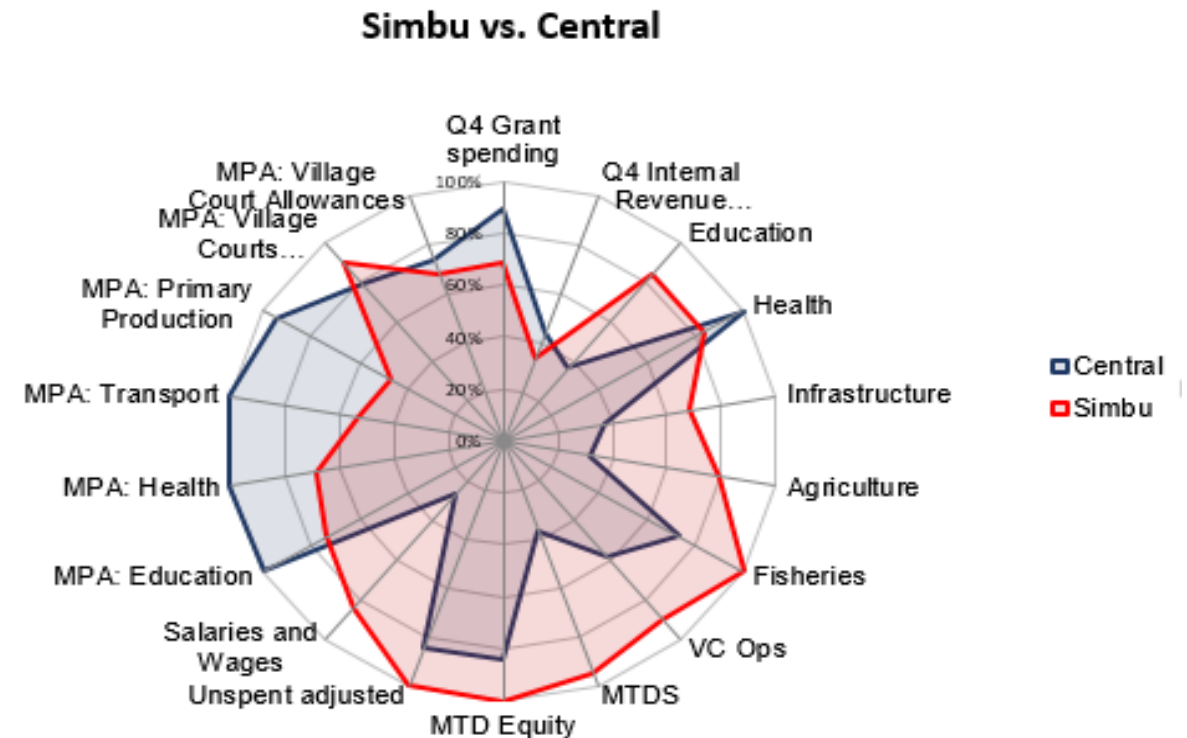 Simbu vs. Central
Q4 Grant
spending
Q4 Internal
Revenue...
Education
Health
Infrastructure
Agriculture
Fisheries
VC Ops
MTDS
MTD Equity
Unspent adjusted
Salaries and
Wages
MPA: Education
MPA: Health
MPA: Transport
MPA: Primary
Production
MPA: Village
Courts...
MPA: Village
Court Allowances
100%
80%
60%
40%
20%
0%
Central
Simbu